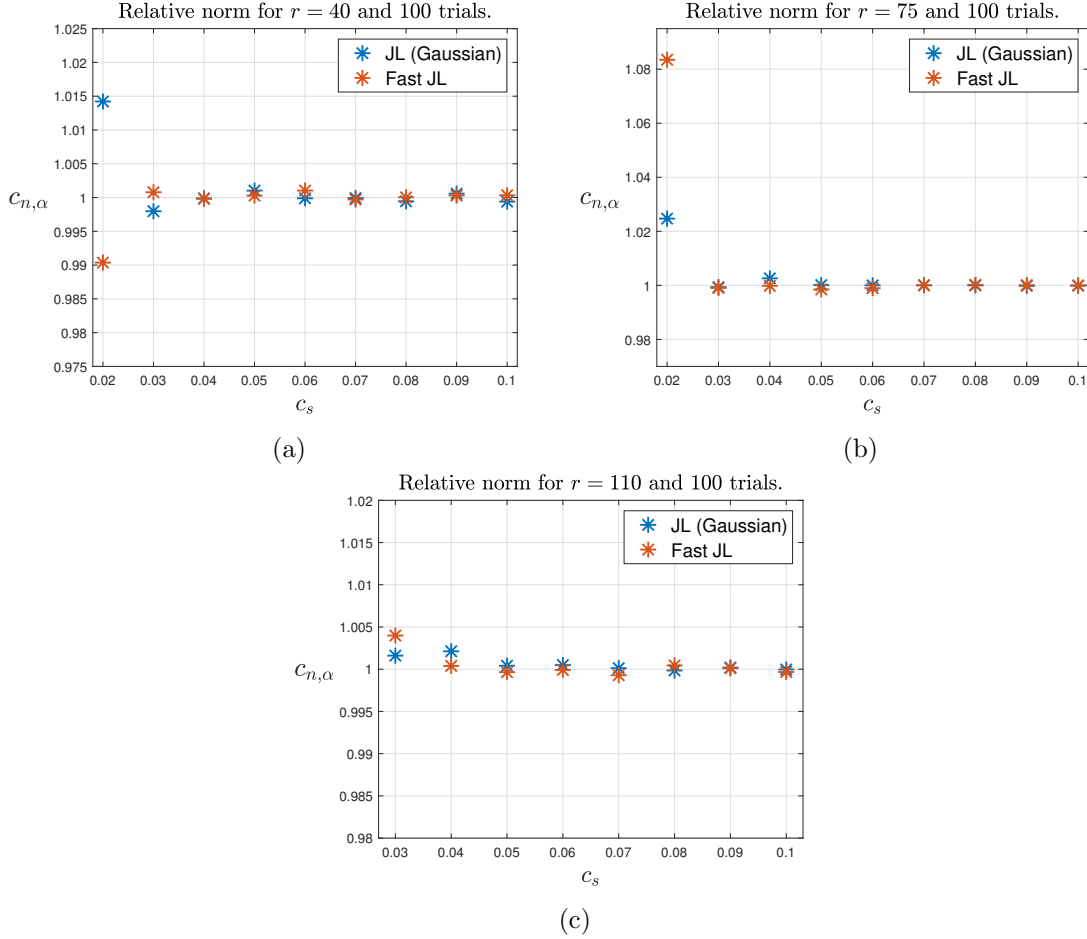 Relative norm for r = 40 and 100 trials.
1.025
1.02
1.015
1.01
1.005
1
0.995
0.99
0.985
0.98
0.975
c_{n,α}
JL (Gaussian)
Fast JL
0.02 0.03 0.04 0.05 0.06 0.07 0.08 0.09 0.1
c_s
(a)
Relative norm for r = 75 and 100 trials.
1.08
1.06
1.04
1.02
1
0.98
c_{n,α}
JL (Gaussian)
Fast JL
0.02 0.03 0.04 0.05 0.06 0.07 0.08 0.09 0.1
c_s
(b)
Relative norm for r = 110 and 100 trials.
1.02
1.015
1.01
1.005
1
0.995
0.99
0.985
0.98
c_{n,α}
JL (Gaussian)
Fast JL
0.03 0.04 0.05 0.06 0.07 0.08 0.09 0.1
c_s
(c)